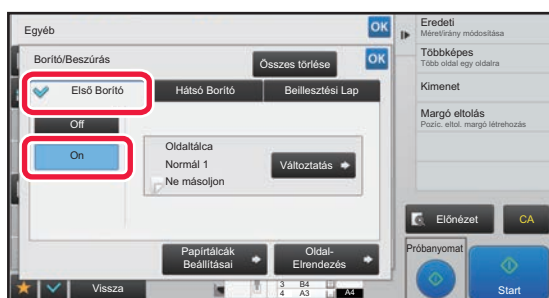 Egyéb
OK
Borító/Beszúrás
Összes törlése
OK
Első Borító
Hátsó Borító
Beillesztési Lap
Off
On
Oldaltálca
Normál 1
Ne másoljon
Változtatás
Papírtálcák
Beállításai
Oldal-
Elrendezés
Vissza
3 B4
4 A3
A4
Eredeti
Méret/irány módosítása
Többképes
Több oldal egy oldalra
Kimenet
Margó eltolás
Pozíc. eltol. margó létrehozás
Előnézet
CA
Próbanyomat
Start